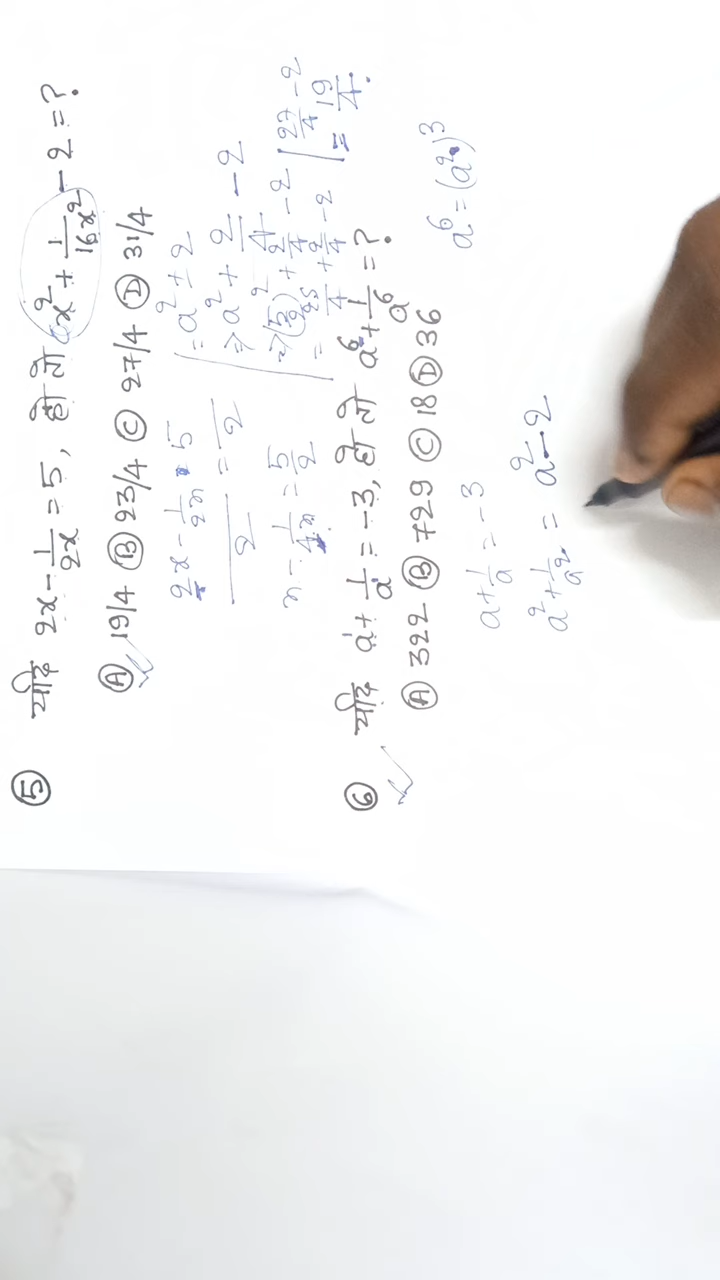 ⑤ यदि 2x - 1/2x = 5, हो तो x² + 1/16x² - 2 = ?
Ⓐ 19/4 Ⓑ 23/4 Ⓒ 27/4 Ⓓ 31/4
2x - 1/2x = 5 = a² ± 2
2 = 2 => a² + 2/4 - 2
x - 1/4x = 5/2 => (5/2)² + 2/4 - 2 27/4 - 2
= 25/4 + 2/4 - 2 = 19/4
⑥ यदि a + 1/a = -3, हो तो a⁶ + 1/a⁶ = ?
Ⓐ 322 Ⓑ 729 Ⓒ 18 Ⓓ 36
a⁶ = (a²)³
a + 1/a = -3
a² + 1/a² = a² - 2